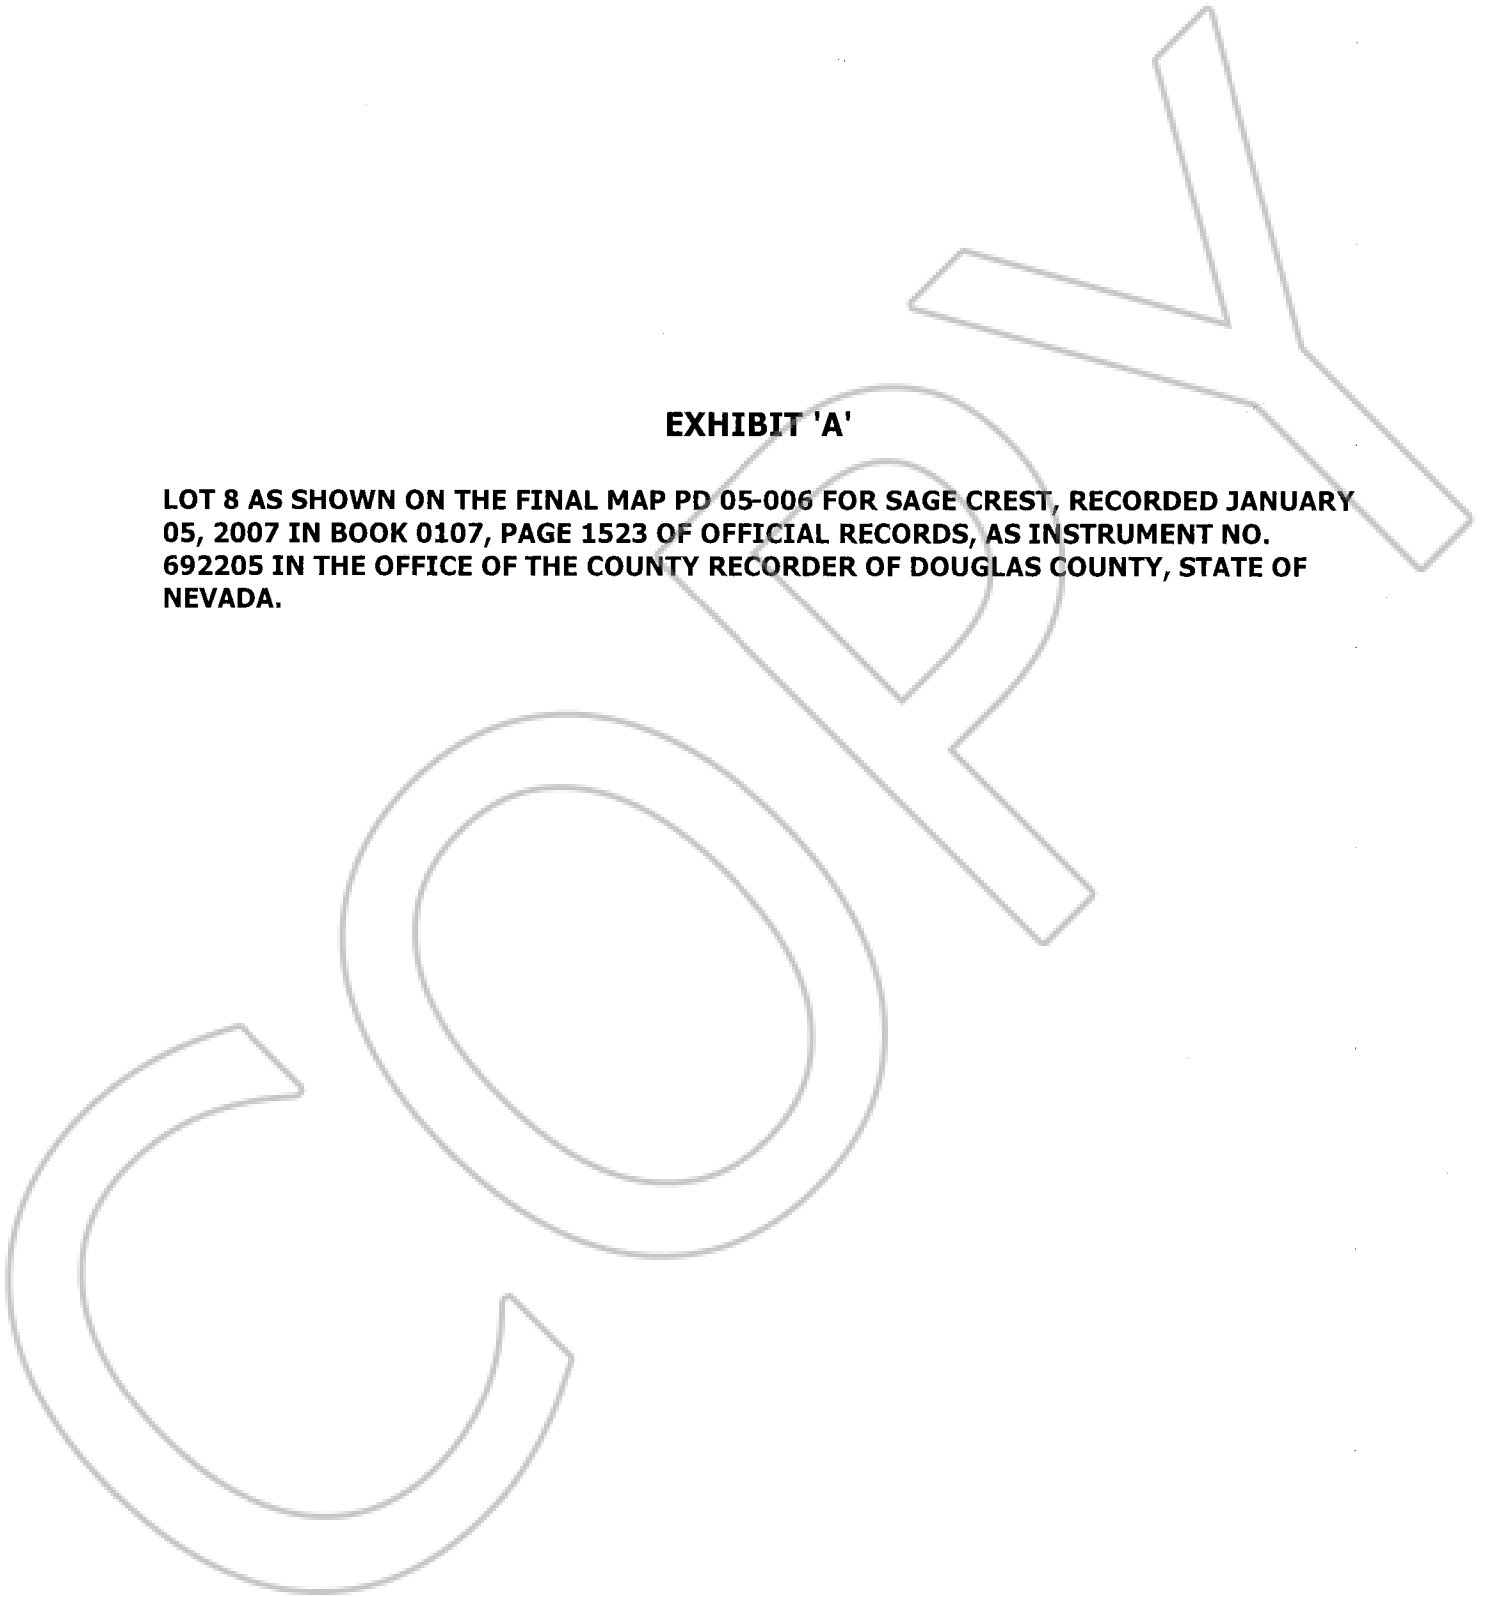 EXHIBIT 'A'
LOT 8 AS SHOWN ON THE FINAL MAP PD 05-006 FOR SAGE CREST, RECORDED JANUARY
05, 2007 IN BOOK 0107, PAGE 1523 OF OFFICIAL RECORDS, AS INSTRUMENT NO.
692205 IN THE OFFICE OF THE COUNTY RECORDER OF DOUGLAS COUNTY, STATE OF
NEVADA.
COPY